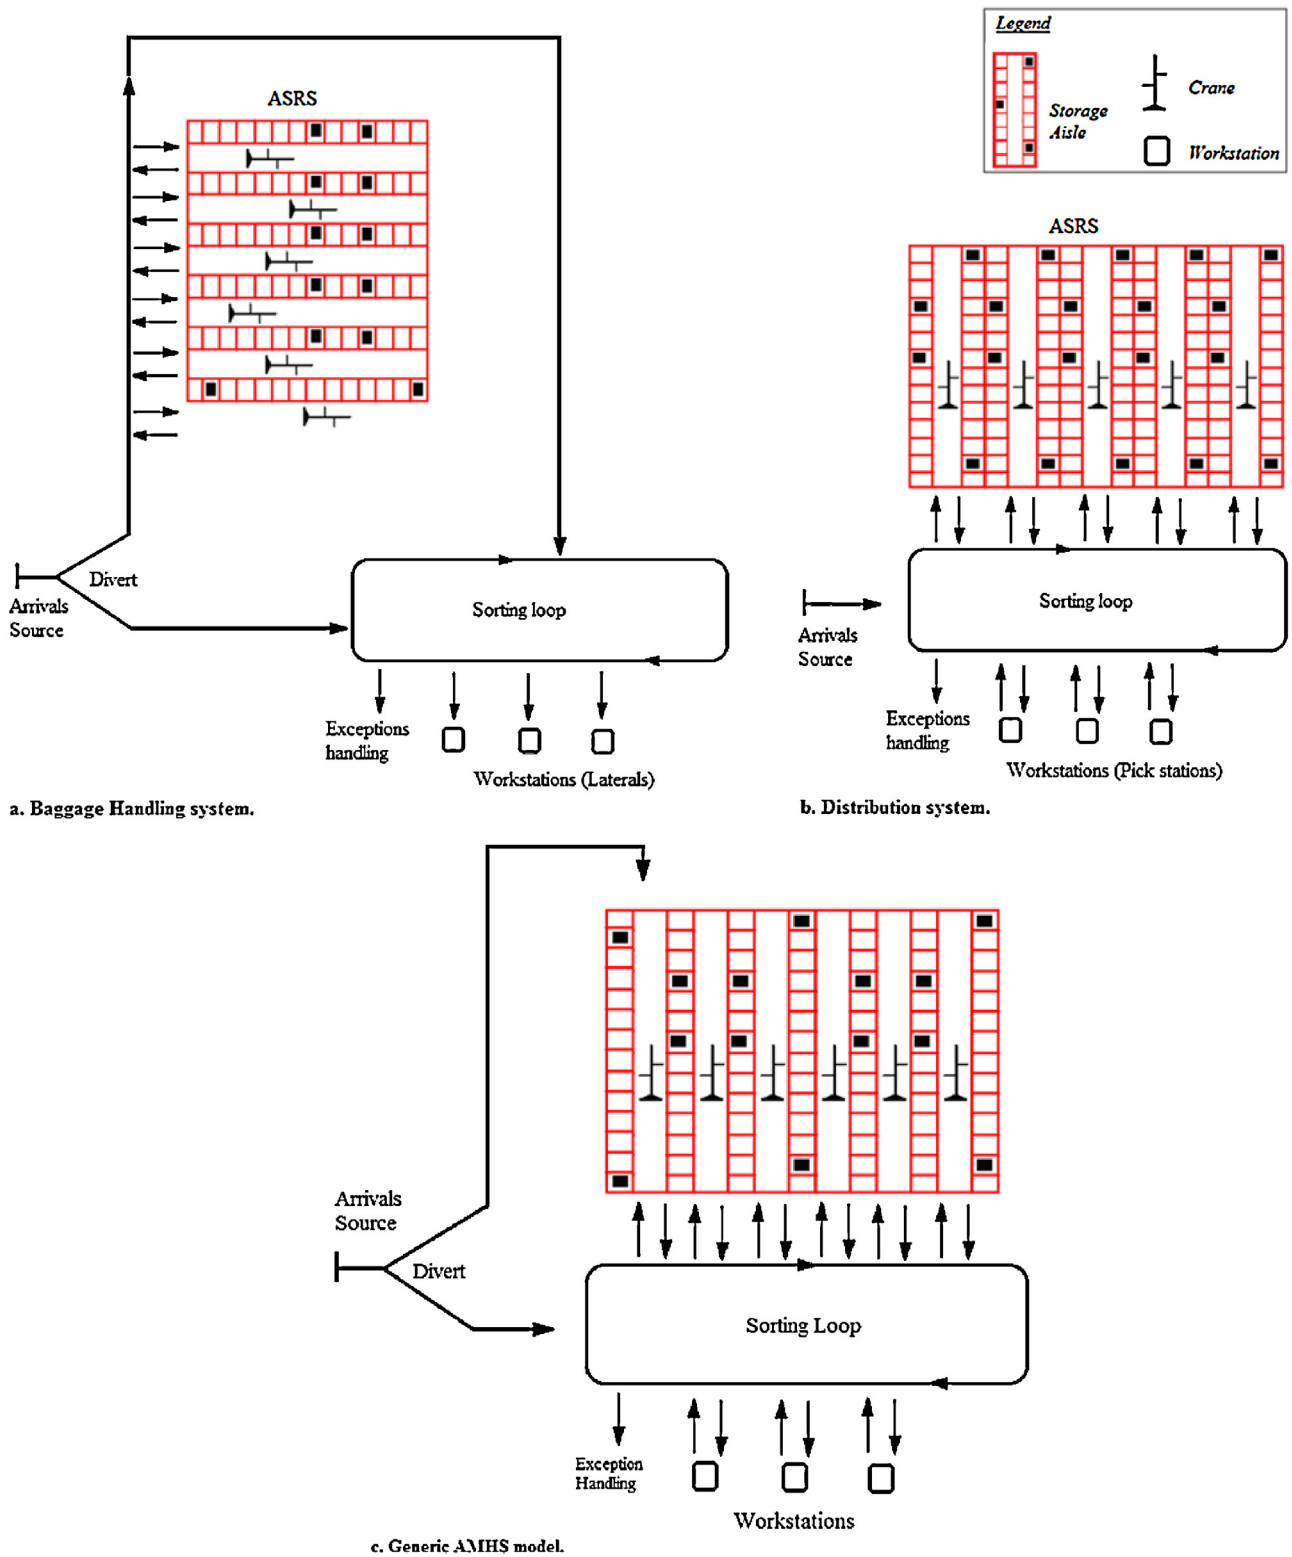 Legend
Storage
Aisle
Crane
Workstation
ASRS
Divert
Arrivals
Source
Sorting loop
Exceptions
handling
Workstations (Laterals)
a. Baggage Handling system.
ASRS
Arrivals
Source
Sorting loop
Exceptions
handling
Workstations (Pick stations)
b. Distribution system.
Arrivals
Source
Divert
Sorting Loop
Exception
Handling
Workstations
c. Generic AMHS model.